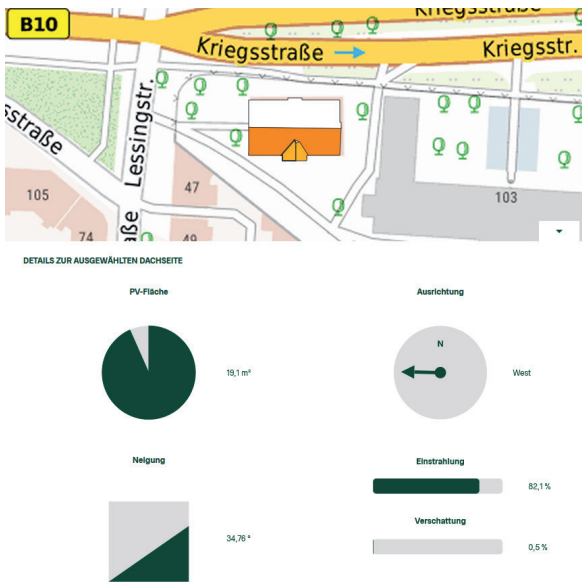 Kriegsstraße
B10
Kriegsstraße
Kriegsstr.
sstraße
Lessingstr.
47
105
103
74
49
aße
DETAILS ZUR AUSGEWÄHLTEN DACHSEITE
PV-Fläche
Ausrichtung
N
19,1 m²
West
Neigung
Einstrahlung
82,1 %
Verschattung
34,76 °
0,5 %